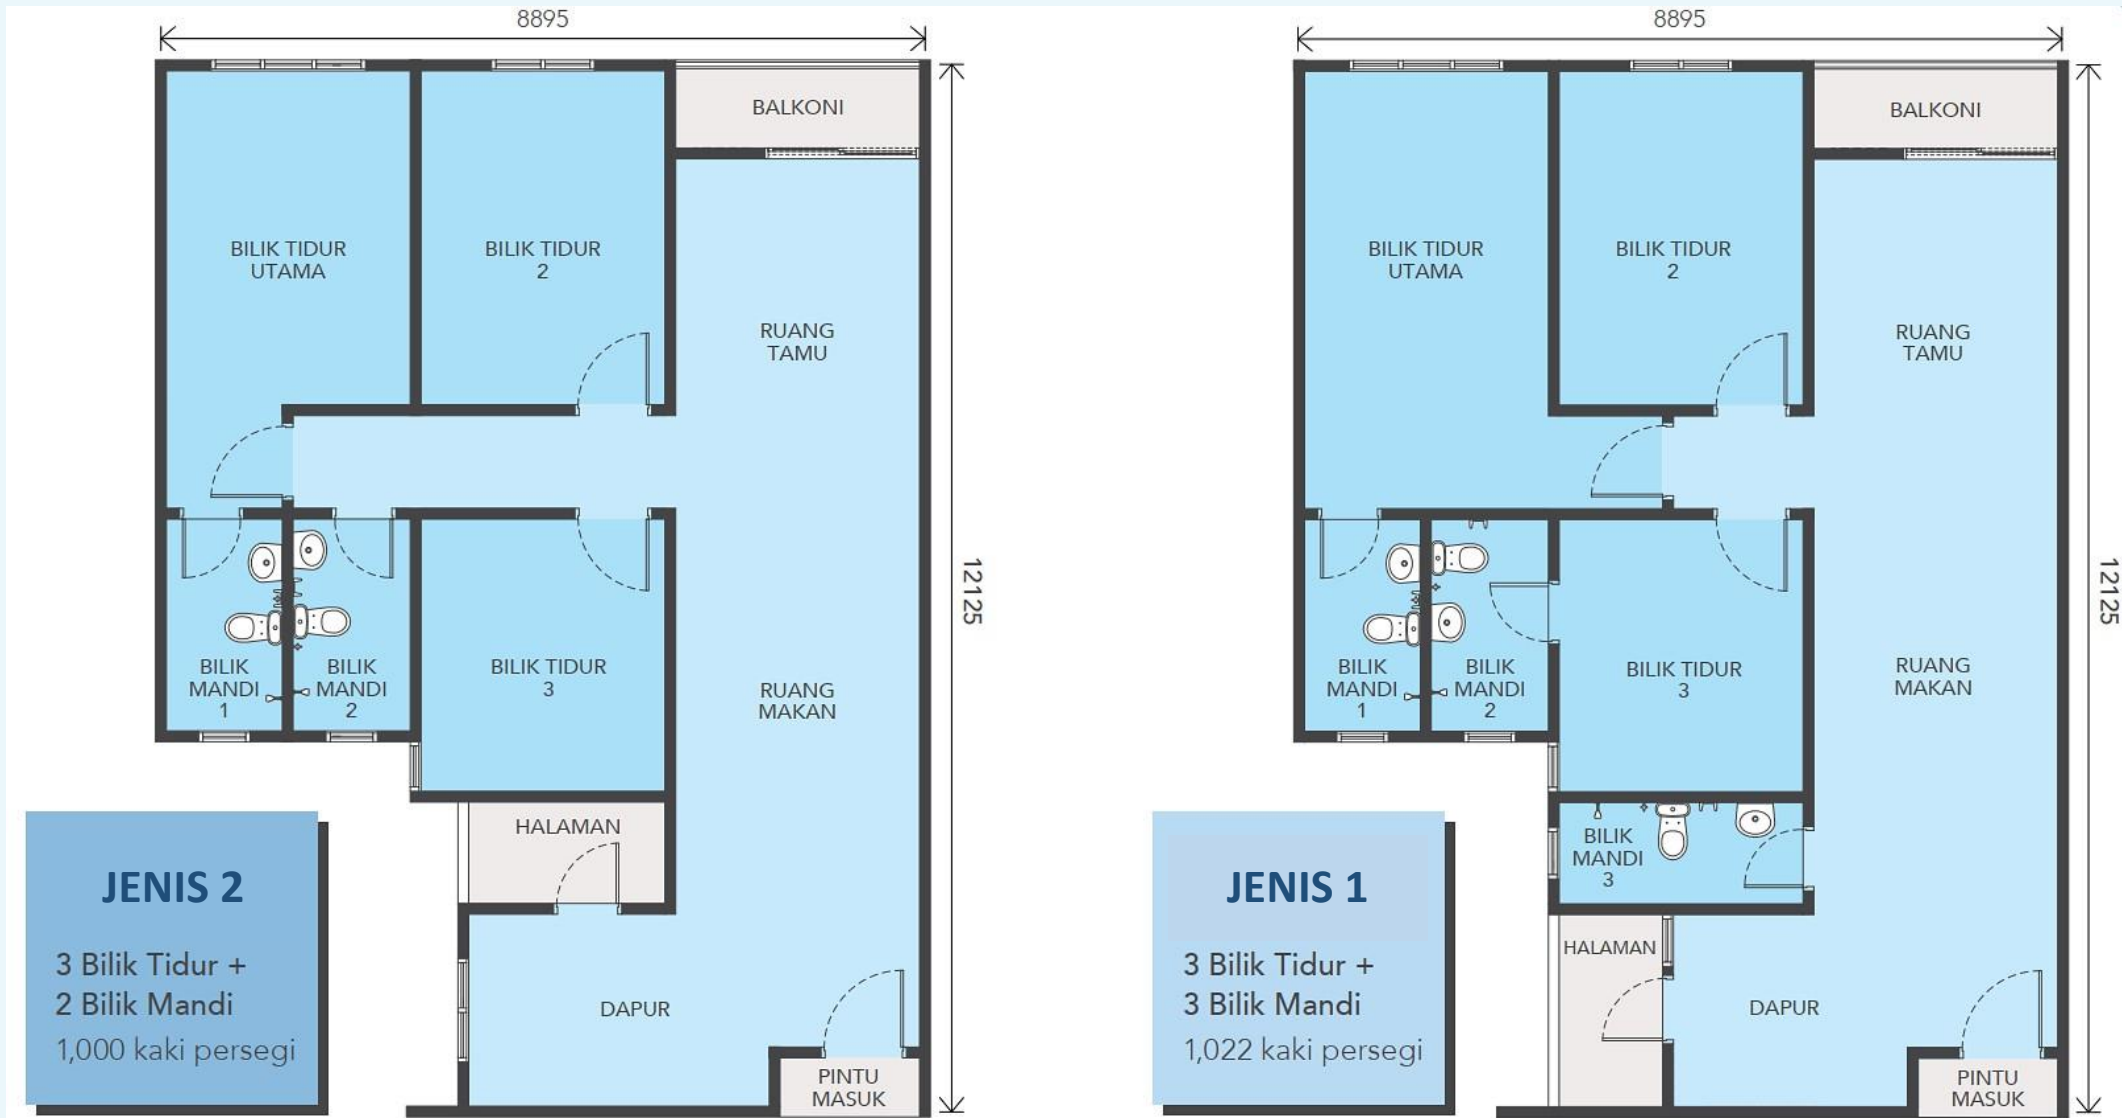 8895
BALKONI
BILIK TIDUR
UTAMA
BILIK TIDUR
2
RUANG
TAMU
12125
BILIK
MANDI
1
BILIK
MANDI
2
BILIK TIDUR
3
RUANG
MAKAN
HALAMAN
DAPUR
PINTU
MASUK
JENIS 2
3 Bilik Tidur +
2 Bilik Mandi
1,000 kaki persegi
8895
BALKONI
BILIK TIDUR
UTAMA
BILIK TIDUR
2
RUANG
TAMU
12125
BILIK
MANDI
1
BILIK
MANDI
2
BILIK TIDUR
3
RUANG
MAKAN
BILIK
MANDI
3
HALAMAN
DAPUR
PINTU
MASUK
JENIS 1
3 Bilik Tidur +
3 Bilik Mandi
1,022 kaki persegi